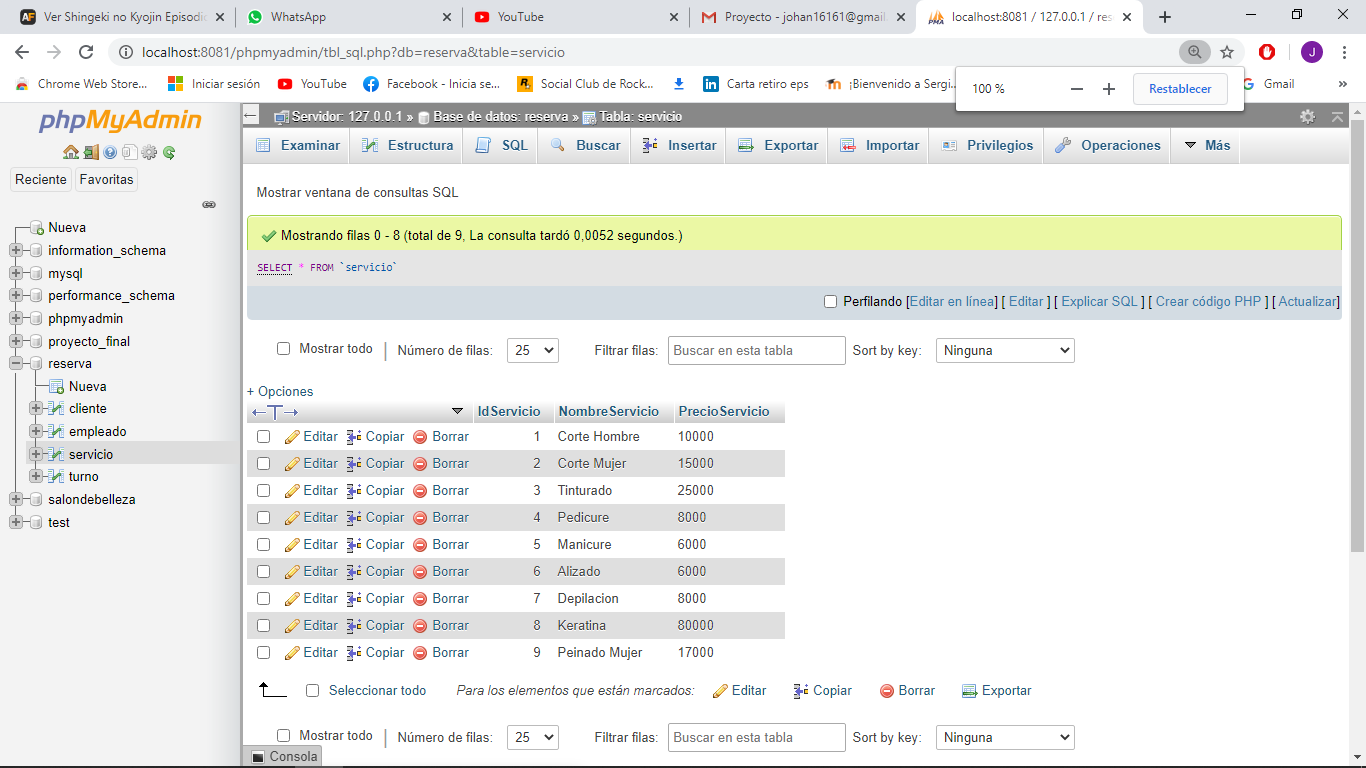 Ver Shingeki no Kyojin Episodio
WhatsApp
YouTube
Proyecto - johan16161@gmail
localhost:8081 / 127.0.0.1 / res
localhost:8081/phpmyadmin/tbl_sql.php?db=reserva&table=servicio
J
Chrome Web Store...
Iniciar sesión
YouTube
Facebook - Inicia se...
Social Club de Rock...
Carta retiro eps
¡Bienvenido a Sergi...
Gmail
»
100 %
Restablecer
phpMyAdmin
Reciente
Favoritas
Nueva
information_schema
mysql
performance_schema
phpmyadmin
proyecto_final
reserva
Nueva
cliente
empleado
servicio
turno
salondebelleza
test
Servidor: 127.0.0.1 » Base de datos: reserva » Tabla: servicio
Examinar Estructura SQL Buscar Insertar Exportar Importar Privilegios Operaciones Más
Mostrar ventana de consultas SQL
Mostrando filas 0 - 8 (total de 9, La consulta tardó 0,0052 segundos.)
SELECT * FROM `servicio`
Perfilando [Editar en línea] [ Editar ] [ Explicar SQL ] [ Crear código PHP ] [ Actualizar]
Mostrar todo | Número de filas: 25 Filtrar filas: Buscar en esta tabla Sort by key: Ninguna
+ Opciones
←T→ IdServicio NombreServicio PrecioServicio
Editar Copiar Borrar 1 Corte Hombre 10000
Editar Copiar Borrar 2 Corte Mujer 15000
Editar Copiar Borrar 3 Tinturado 25000
Editar Copiar Borrar 4 Pedicure 8000
Editar Copiar Borrar 5 Manicure 6000
Editar Copiar Borrar 6 Alizado 6000
Editar Copiar Borrar 7 Depilacion 8000
Editar Copiar Borrar 8 Keratina 80000
Editar Copiar Borrar 9 Peinado Mujer 17000
Seleccionar todo Para los elementos que están marcados: Editar Copiar Borrar Exportar
Mostrar todo | Número de filas: 25 Filtrar filas: Buscar en esta tabla Sort by key: Ninguna
Consola